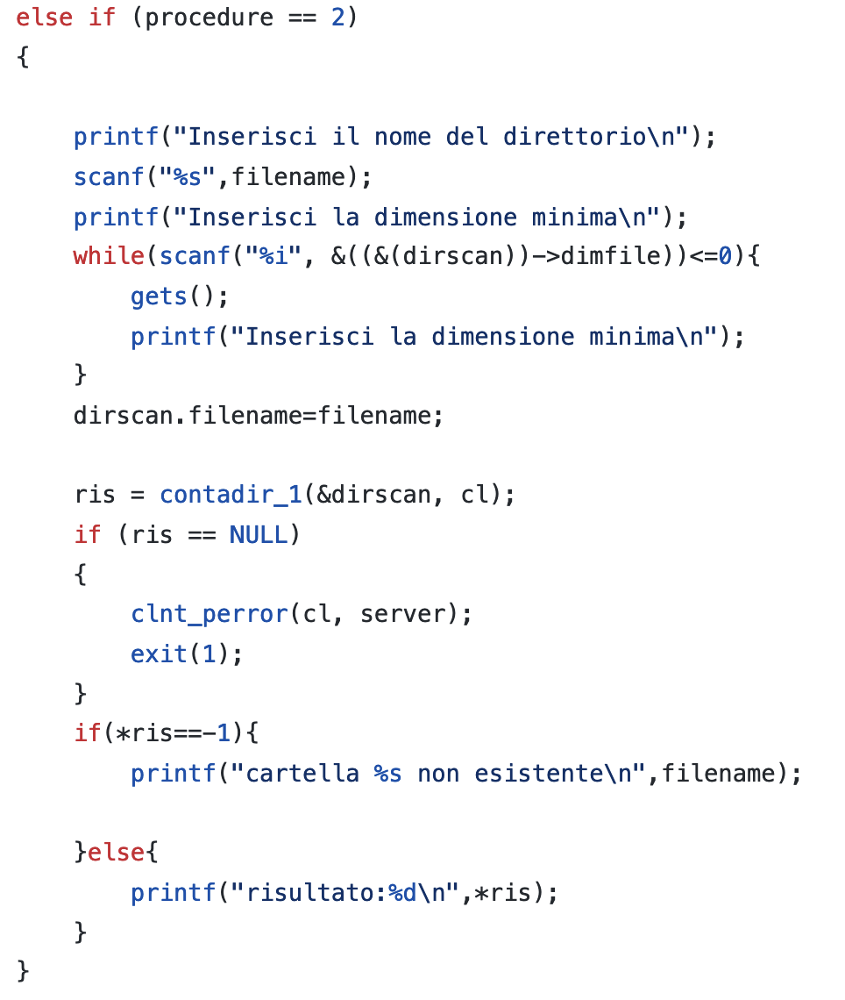 else if (procedure == 2)
{
printf("Inserisci il nome del direttorio\n");
scanf("%s",filename);
printf("Inserisci la dimensione minima\n");
while(scanf("%i", &((&(dirscan))->dimfile))<=0){
gets();
printf("Inserisci la dimensione minima\n");
}
dirscan.filename=filename;
ris = contadir_1(&dirscan, cl);
if (ris == NULL)
{
clnt_perror(cl, server);
exit(1);
}
if(*ris==-1){
printf("cartella %s non esistente\n",filename);
}else{
printf("risultato:%d\n",*ris);
}
}